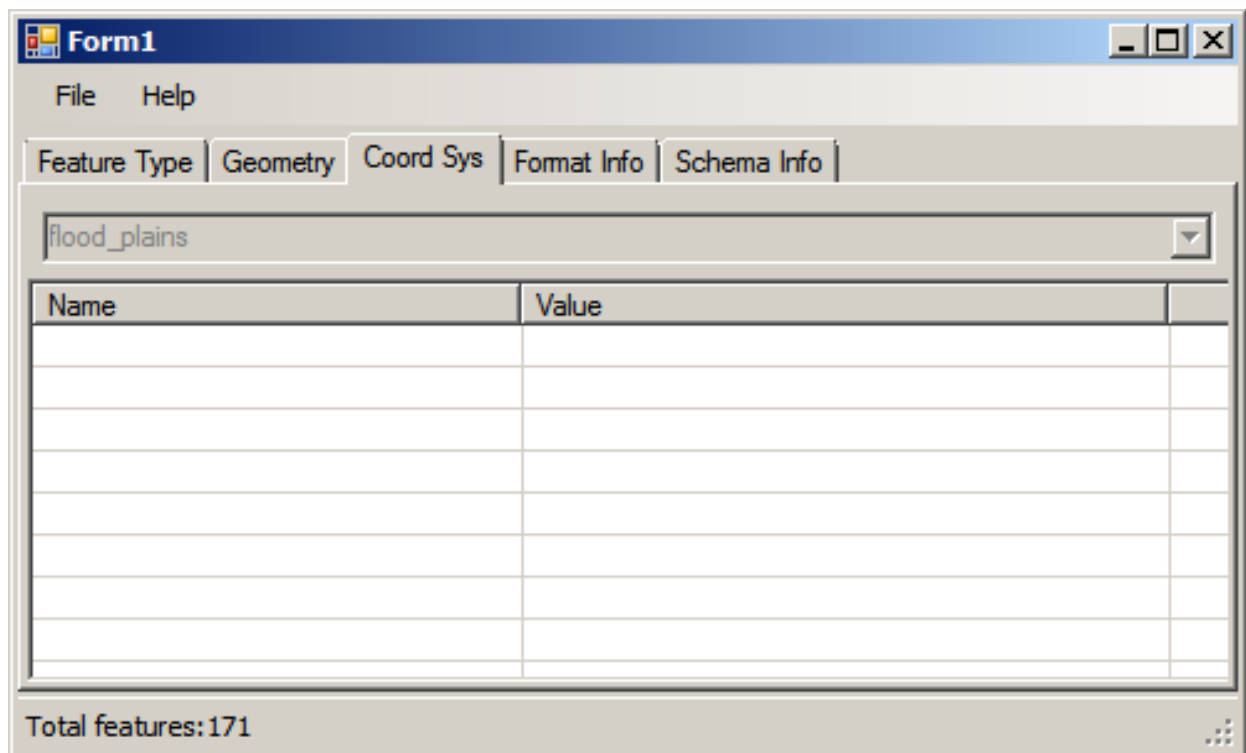 Form1
File Help
Feature Type Geometry Coord Sys Format Info Schema Info
flood_plains
Name Value
Total features:171